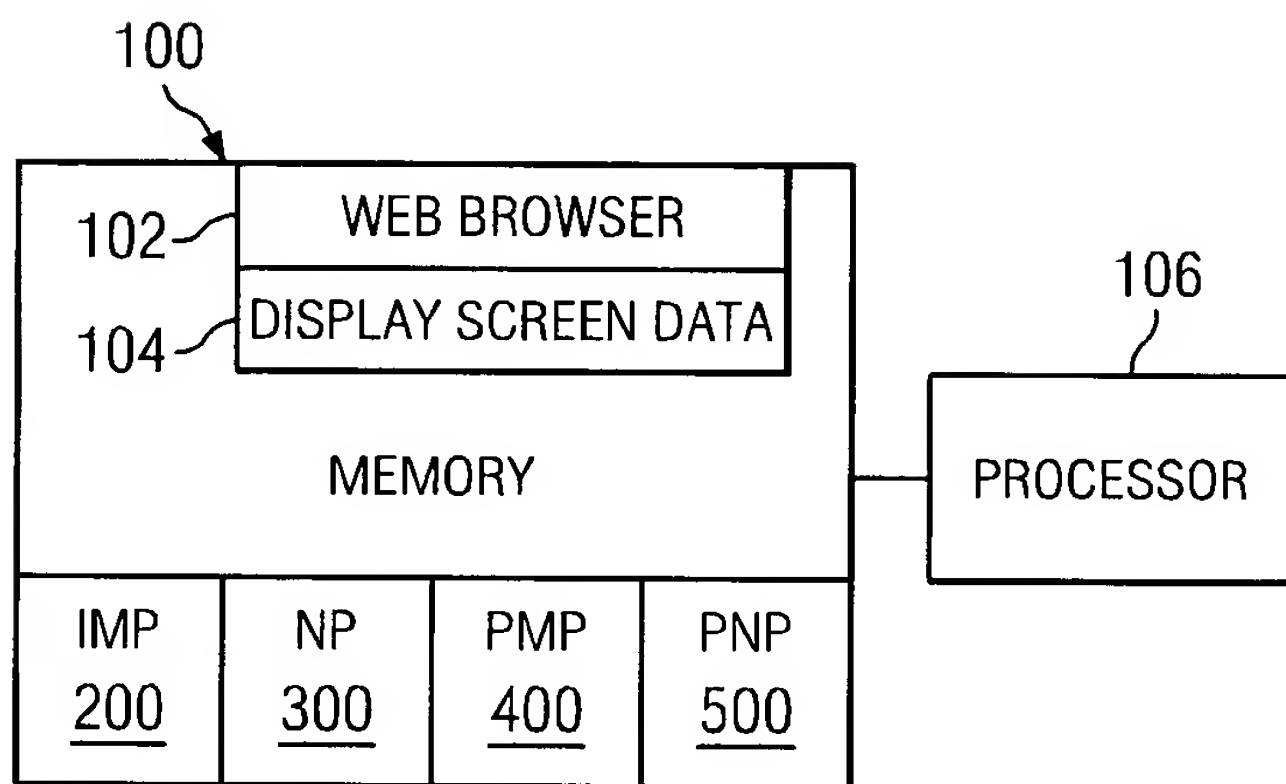 100
102
WEB BROWSER
104
DISPLAY SCREEN DATA
106
MEMORY
PROCESSOR
IMP NP PMP PNP
200 300 400 500